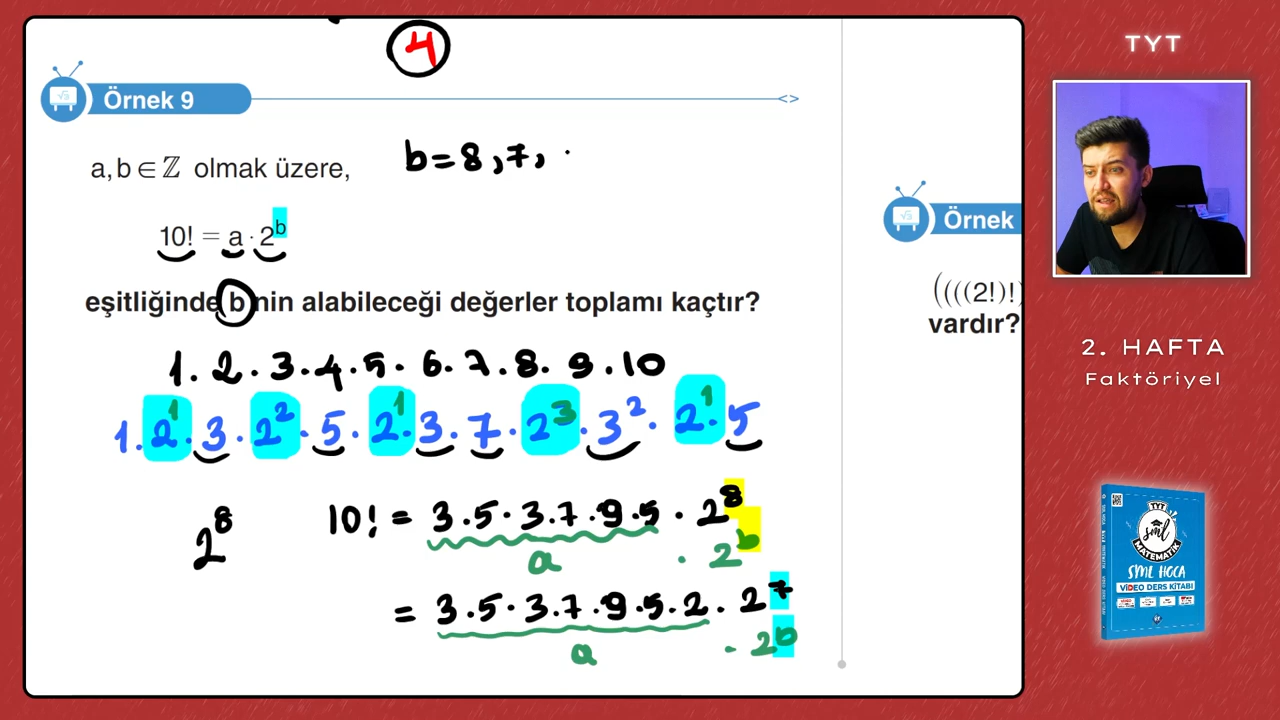 4
Örnek 9
a, b ∈ ℤ olmak üzere,
b = 8, 7,
10! = a · 2^b
eşitliğinde b nin alabileceği değerler toplamı kaçtır?
1. 2. 3. 4. 5. 6. 7. 8. 9. 10
1. 2^1. 3. 2^2. 5. 2^1. 3. 7. 2^3. 3^2. 2^1. 5
2^8
10! = 3.5.3.7.9.5. 2^8
a . 2^b
= 3.5.3.7.9.5.2. 2^7
a . 2^b
Örnek
((((2!)!)
vardır?
TYT
2. HAFTA
Faktöriyel
TYT
SML
MATEMATİK
SML HOCA
VİDEO DERS KİTABI